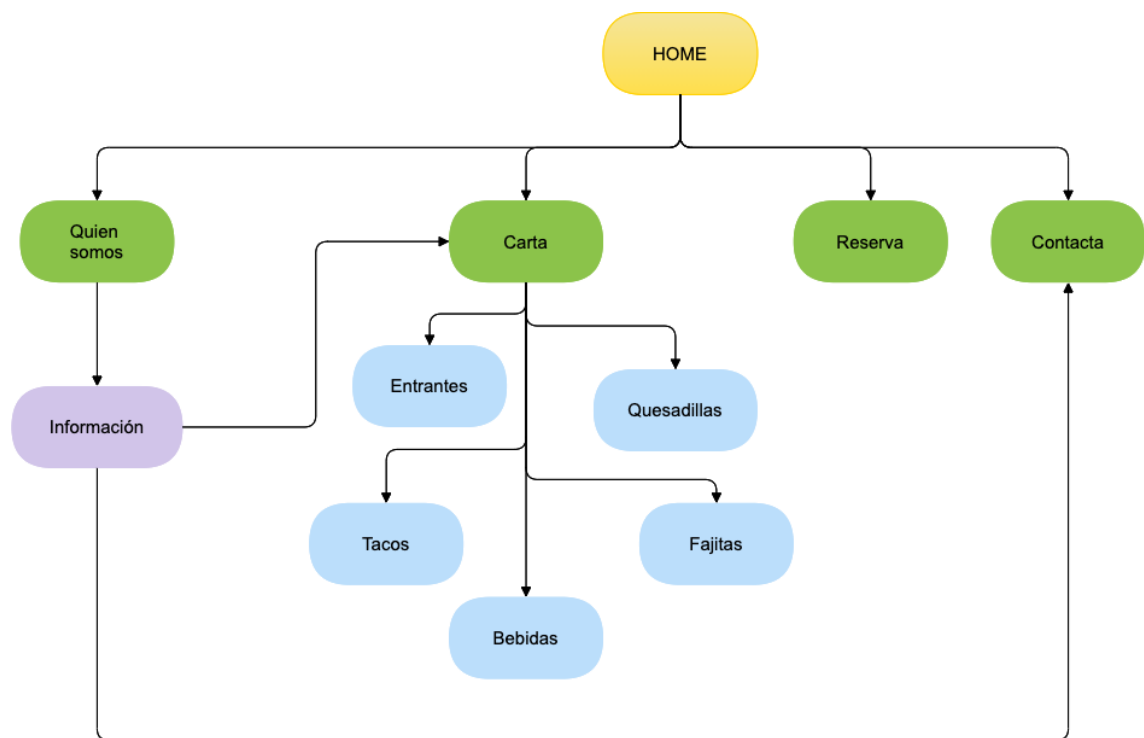 HOME
Quien
somos
Carta
Reserva
Contacta
Entrantes
Quesadillas
Información
Tacos
Fajitas
Bebidas